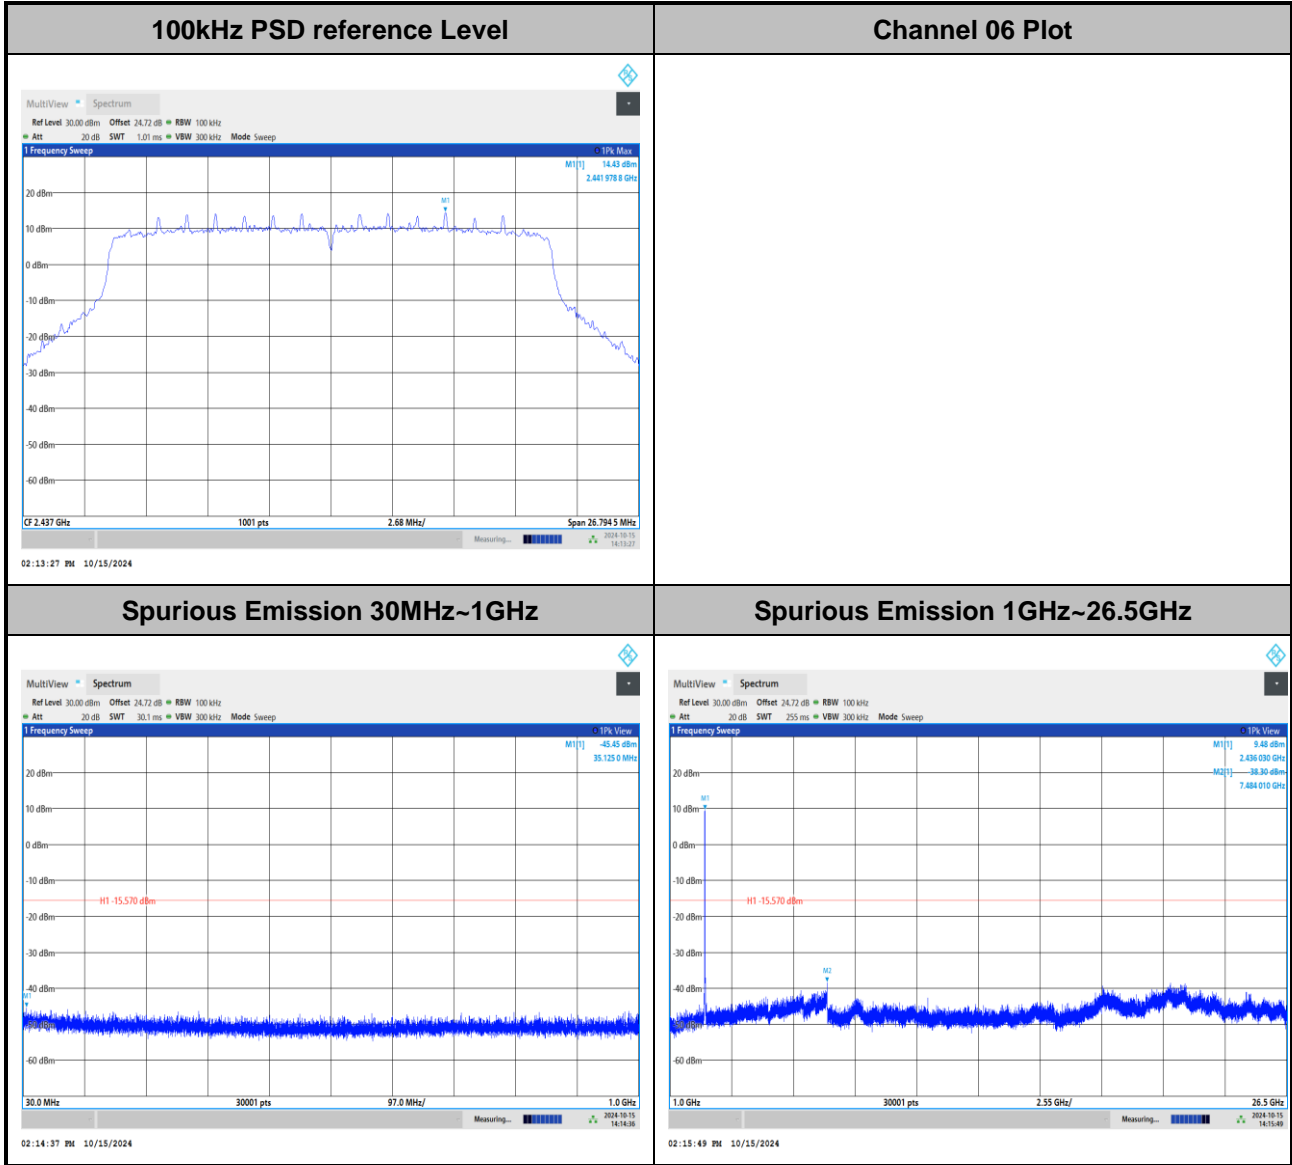 100kHz PSD reference Level
Channel 06 Plot
MultiView Spectrum
Ref Level 30.00 dBm Offset 24.72 dB RBW 100 kHz
Att 20 dB SWT 1.01 ms VBW 300 kHz Mode Sweep
1 Frequency Sweep 1Pk Max
M1[1] 14.43 dBm
2.441 978 8 GHz
M1
20 dBm
10 dBm
0 dBm
-10 dBm
-20 dBm
-30 dBm
-40 dBm
-50 dBm
-60 dBm
CF 2.437 GHz 1001 pts 2.68 MHz/ Span 26.794 5 MHz
Measuring... 2024-10-15
02:13:27 PM 10/15/2024
Spurious Emission 30MHz~1GHz
Spurious Emission 1GHz~26.5GHz
MultiView Spectrum
Ref Level 30.00 dBm Offset 24.72 dB RBW 100 kHz
Att 20 dB SWT 30.1 ms VBW 300 kHz Mode Sweep
1 Frequency Sweep 1Pk View
M1[1] -45.45 dBm
35.125 0 MHz
20 dBm
10 dBm
0 dBm
-10 dBm
H1 -15.570 dBm
-20 dBm
-30 dBm
-40 dBm
M1
-50 dBm
-60 dBm
30.0 MHz 30001 pts 97.0 MHz/ 1.0 GHz
Measuring... 2024-10-15
14:14:36
02:14:37 PM 10/15/2024
MultiView Spectrum
Ref Level 30.00 dBm Offset 24.72 dB RBW 100 kHz
Att 20 dB SWT 255 ms VBW 300 kHz Mode Sweep
1 Frequency Sweep 1Pk View
M1[1] 9.48 dBm
2.436 030 GHz
M2[1] -38.30 dBm
7.484 010 GHz
20 dBm
M1
10 dBm
0 dBm
-10 dBm
H1 -15.570 dBm
-20 dBm
-30 dBm
M2
-40 dBm
-50 dBm
-60 dBm
1.0 GHz 30001 pts 2.55 GHz/ 26.5 GHz
Measuring... 2024-10-15
14:15:49
02:15:49 PM 10/15/2024